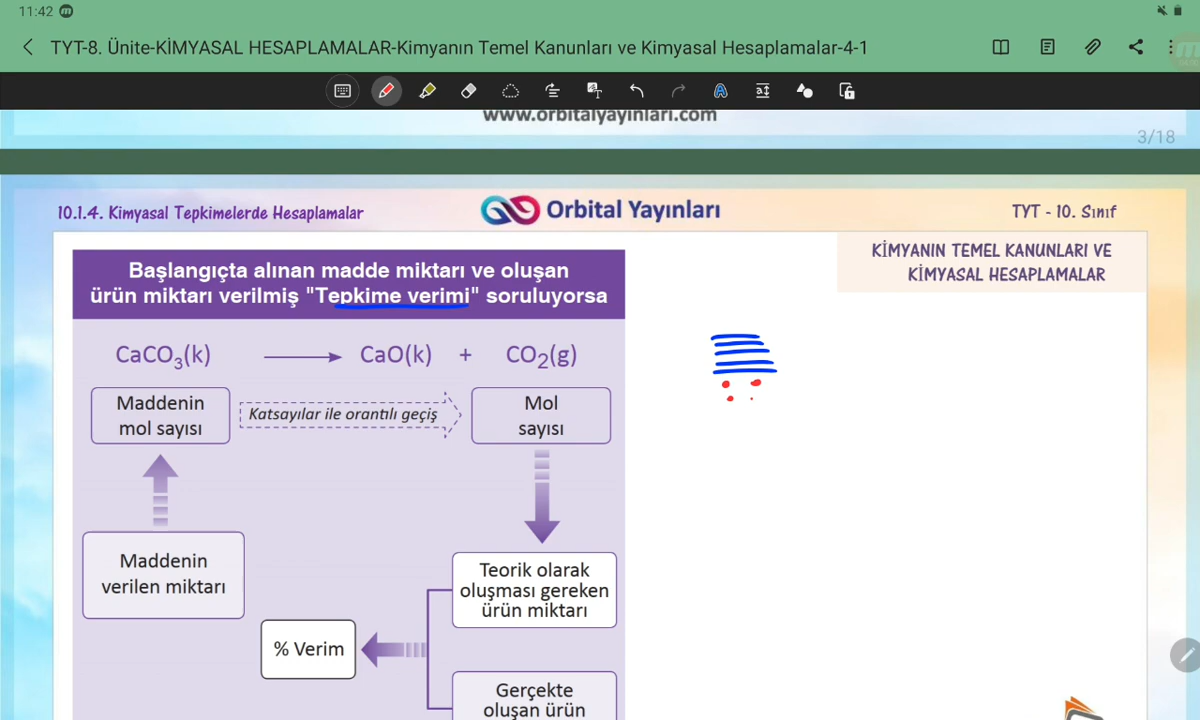 11:42
TYT-8. Ünite-KİMYASAL HESAPLAMALAR-Kimyanın Temel Kanunları ve Kimyasal Hesaplamalar-4-1
www.orbitalyayinlari.com
3/18
10.1.4. Kimyasal Tepkimelerde Hesaplamalar
Orbital Yayınları
TYT - 10. Sınıf
KİMYANIN TEMEL KANUNLARI VE
KİMYASAL HESAPLAMALAR
Başlangıçta alınan madde miktarı ve oluşan
ürün miktarı verilmiş "Tepkime verimi" soruluyorsa
CaCO₃(k) → CaO(k) + CO₂(g)
Maddenin
mol sayısı
Katsayılar ile orantılı geçiş
Mol
sayısı
Maddenin
verilen miktarı
Teorik olarak
oluşması gereken
ürün miktarı
% Verim
Gerçekte
oluşan ürün